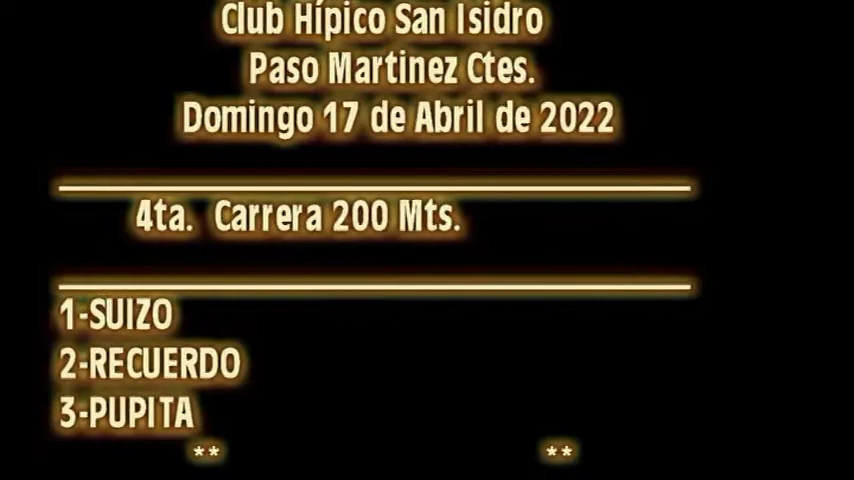 Club Hípico San Isidro
Paso Martinez Ctes.
Domingo 17 de Abril de 2022
4ta. Carrera 200 Mts.
1-SUIZO
2-RECUERDO
3-PUPITA
** **